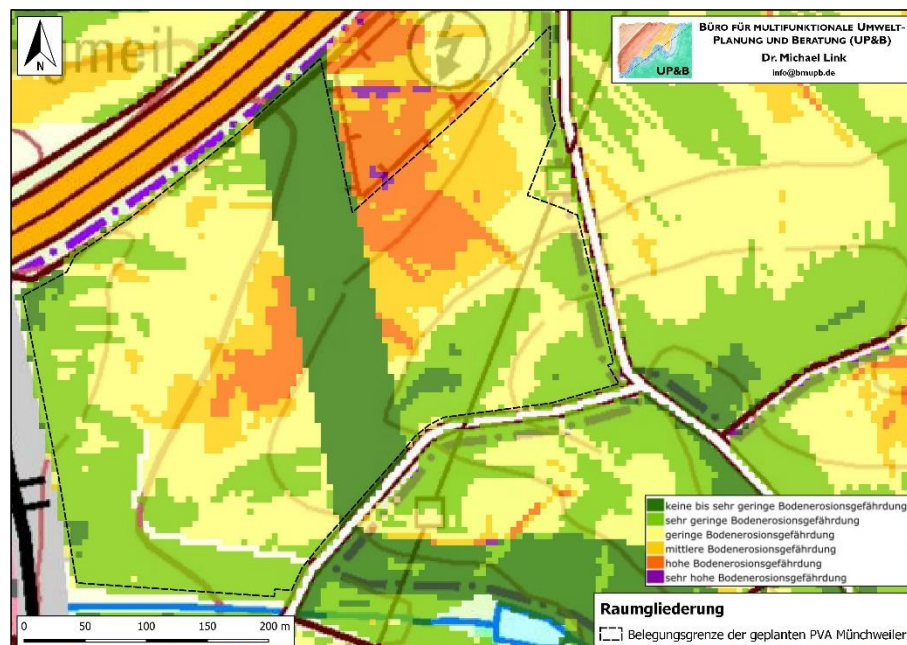 N
gmeil
UP&B
BÜRO FÜR MULTIFUNKTIONALE UMWELT-
PLANUNG UND BERATUNG (UP&B)
DR. MICHAEL LINK
info@bmupb.de
keine bis sehr geringe Bodenerosionsgefährdung
sehr geringe Bodenerosionsgefährdung
geringe Bodenerosionsgefährdung
mittlere Bodenerosionsgefährdung
hohe Bodenerosionsgefährdung
sehr hohe Bodenerosionsgefährdung
Raumgliederung
Belegungsgrenze der geplanten PVA Münchweiler
0 50 100 150 200 m